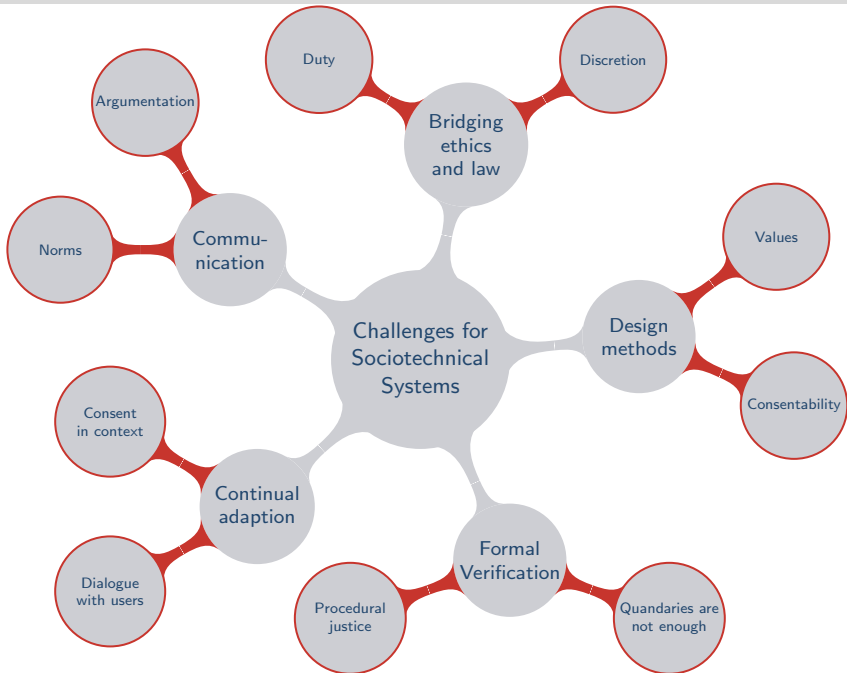 Duty
Discretion
Argumentation
Bridging
ethics
and law
Commu-
nication
Norms
Values
Challenges for
Sociotechnical
Systems
Design
methods
Consentability
Consent
in context
Continual
adaption
Dialogue
with users
Formal
Verification
Procedural
justice
Quandaries are
not enough